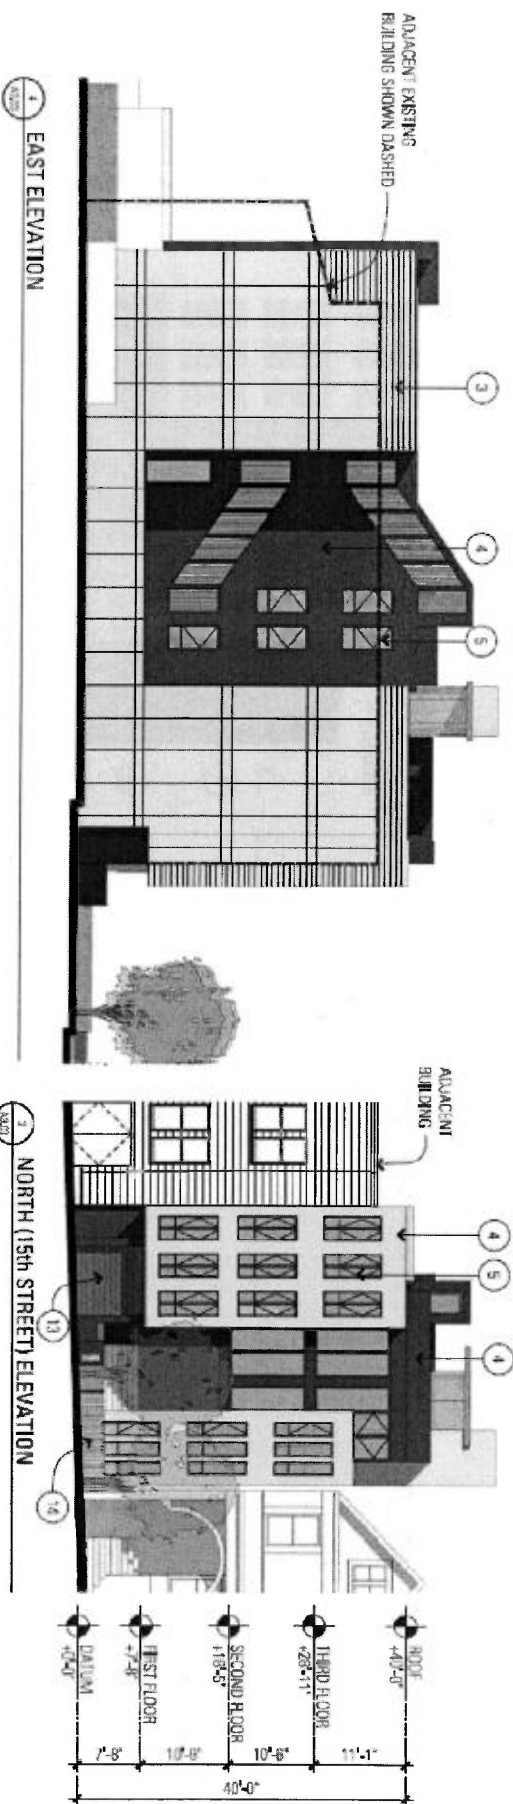 ADJACENT EXISTING
BUILDING SHOWN DASHED
3
4
5
4
EAST ELEVATION
ADJACENT
BUILDING
4
5
4
13
14
3
NORTH (15th STREET) ELEVATION
ROOF
+40'-0"
THIRD FLOOR
+28'-11"
SECOND FLOOR
+18'-5"
FIRST FLOOR
+7'-8"
DATUM
+0'-0"
11'-1"
10'-6"
10'-9"
7'-8"
40'-0"